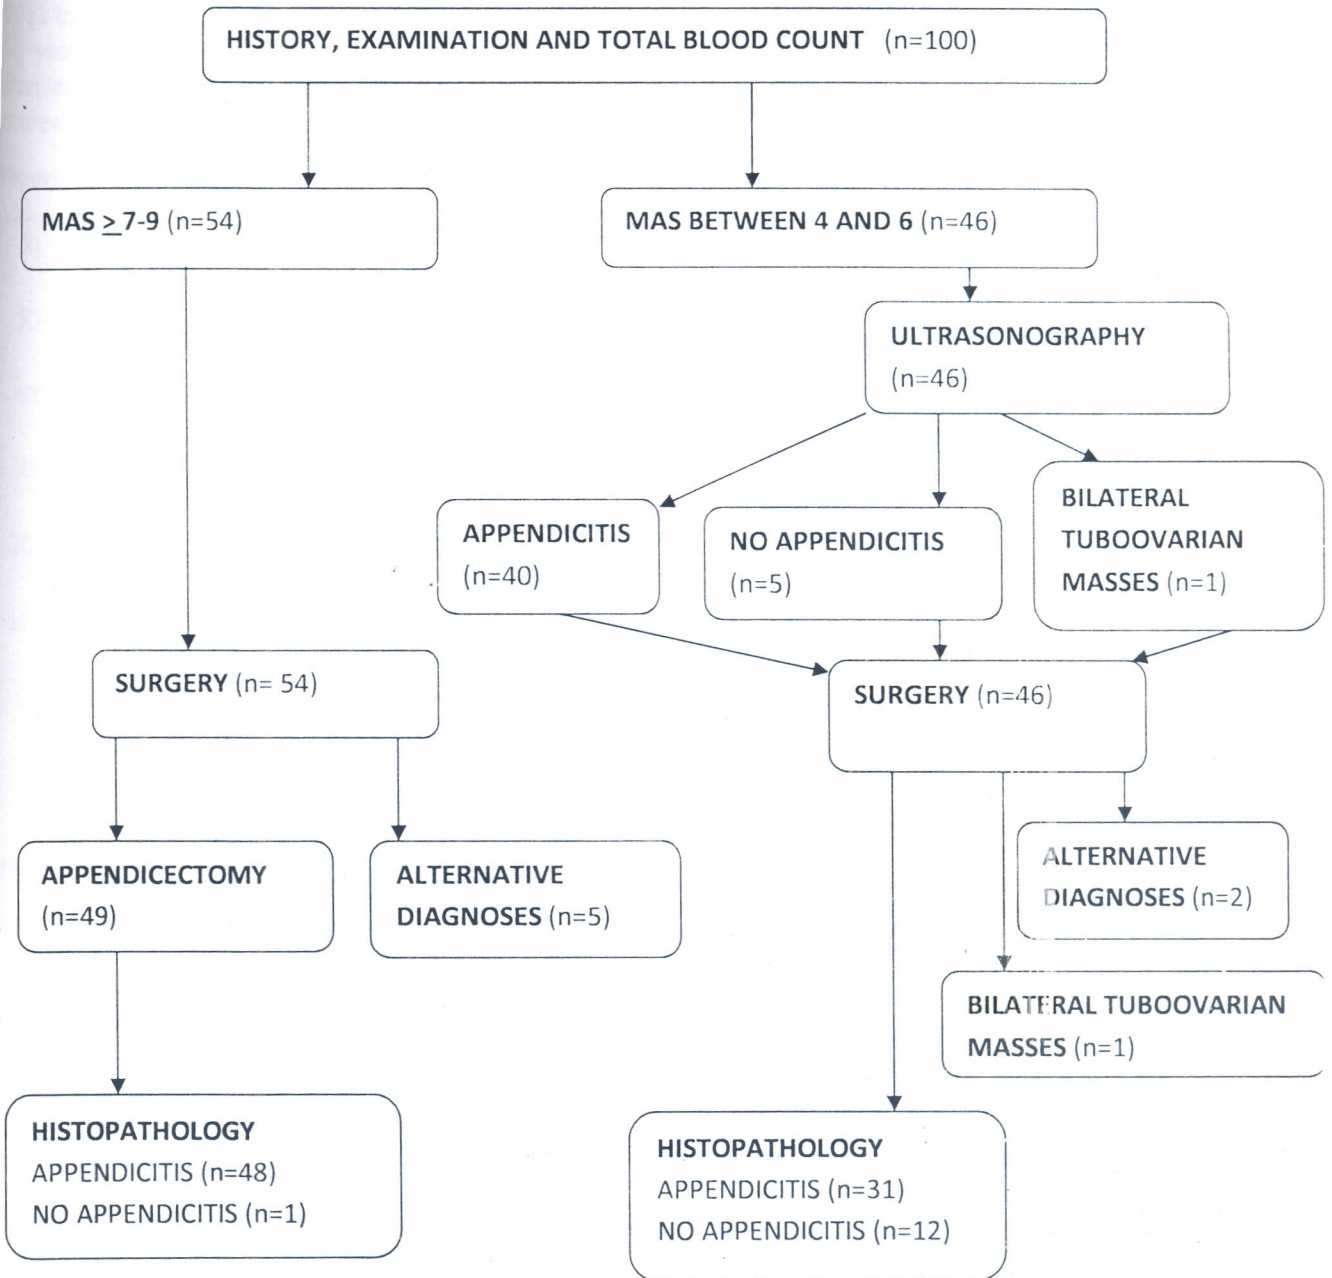 HISTORY, EXAMINATION AND TOTAL BLOOD COUNT (n=100)
MAS ≥ 7-9 (n=54)
MAS BETWEEN 4 AND 6 (n=46)
ULTRASONOGRAPHY
(n=46)
APPENDICITIS
(n=40)
NO APPENDICITIS
(n=5)
BILATERAL
TUBOOVARIAN
MASSES (n=1)
SURGERY (n= 54)
SURGERY (n=46)
APPENDICECTOMY
(n=49)
ALTERNATIVE
DIAGNOSES (n=5)
ALTERNATIVE
DIAGNOSES (n=2)
BILATERAL TUBOOVARIAN
MASSES (n=1)
HISTOPATHOLOGY
APPENDICITIS (n=48)
NO APPENDICITIS (n=1)
HISTOPATHOLOGY
APPENDICITIS (n=31)
NO APPENDICITIS (n=12)